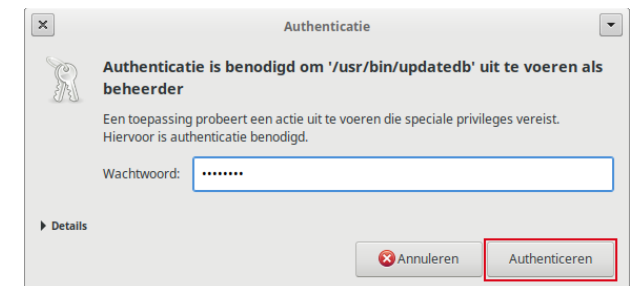 Authenticatie
Authenticatie is benodigd om '/usr/bin/updatedb' uit te voeren als
beheerder
Een toepassing probeert een actie uit te voeren die speciale privileges vereist.
Hiervoor is authenticatie benodigd.
Wachtwoord: ••••••••
Details
Annuleren
Authenticeren